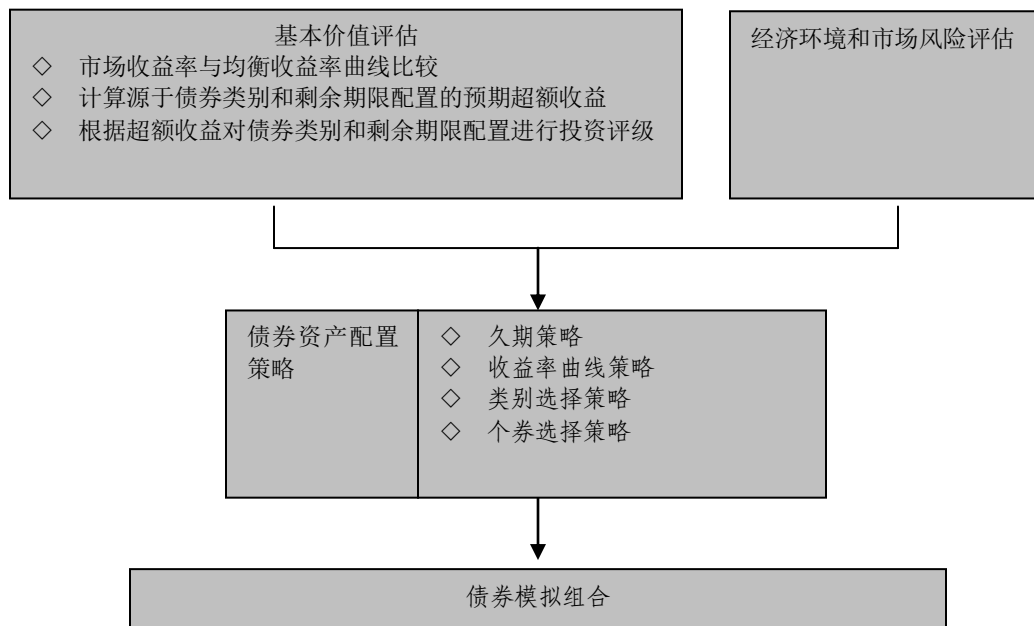 基本价值评估
◇ 市场收益率与均衡收益率曲线比较
◇ 计算源于债券类别和剩余期限配置的预期超额收益
◇ 根据超额收益对债券类别和剩余期限配置进行投资评级
经济环境和市场风险评估
债券资产配置
策略
◇ 久期策略
◇ 收益率曲线策略
◇ 类别选择策略
◇ 个券选择策略
债券模拟组合